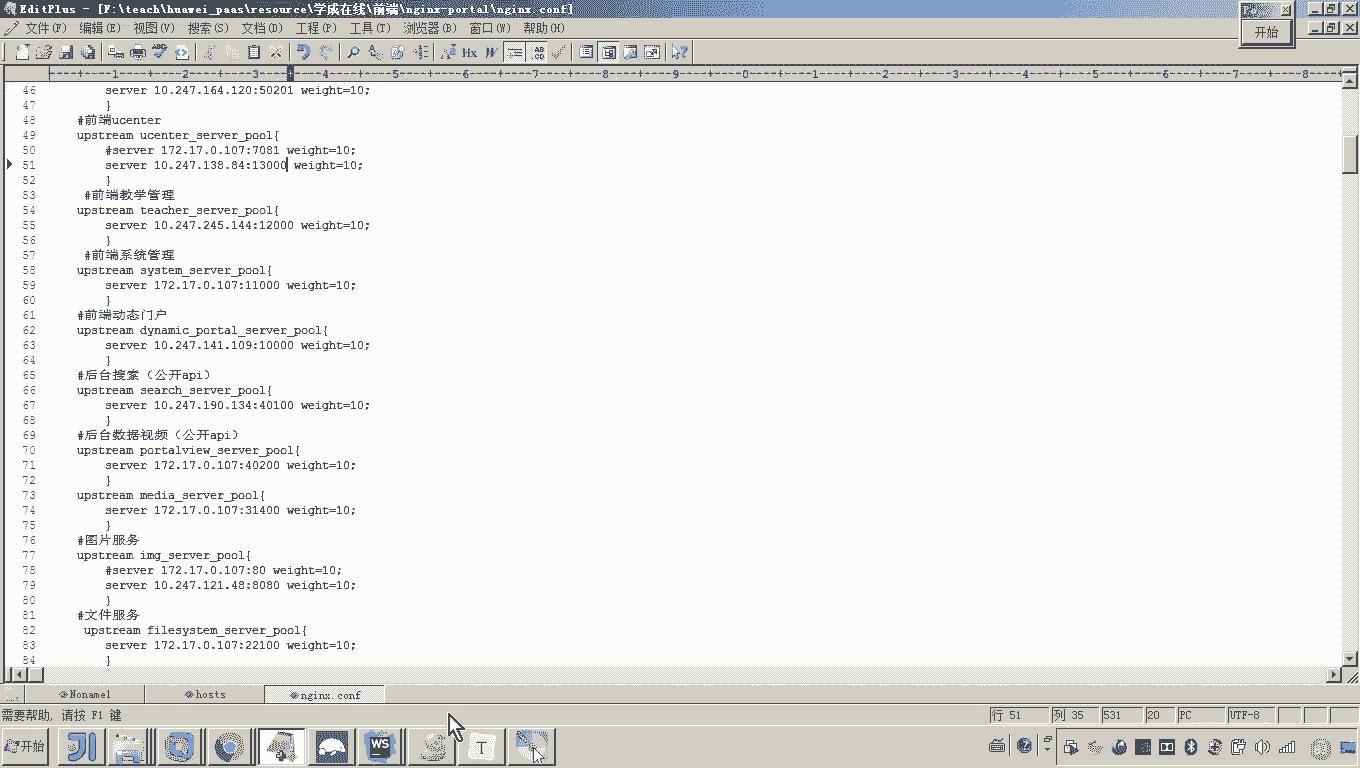 EditPlus - [F:\teach\huawei_paas\resource\学成在线\前端\nginx-portal\nginx.conf]
文件(F) 编辑(E) 视图(V) 搜索(S) 文档(D) 工程(P) 工具(T) 浏览器(B) 窗口(W) 帮助(H)
开始
46 server 10.247.164.120:50201 weight=10;
47 }
48 #前端ucenter
49 upstream ucenter_server_pool{
50 #server 172.17.0.107:7081 weight=10;
51 server 10.247.138.84:13000 weight=10;
52 }
53 #前端教学管理
54 upstream teacher_server_pool{
55 server 10.247.245.144:12000 weight=10;
56 }
57 #前端系统管理
58 upstream system_server_pool{
59 server 172.17.0.107:11000 weight=10;
60 }
61 #前端动态门户
62 upstream dynamic_portal_server_pool{
63 server 10.247.141.109:10000 weight=10;
64 }
65 #后台搜索（公开api）
66 upstream search_server_pool{
67 server 10.247.190.134:40100 weight=10;
68 }
69 #后台数据视频（公开api）
70 upstream portalview_server_pool{
71 server 172.17.0.107:40200 weight=10;
72 }
73 upstream media_server_pool{
74 server 172.17.0.107:31400 weight=10;
75 }
76 #图片服务
77 upstream img_server_pool{
78 #server 172.17.0.107:80 weight=10;
79 server 10.247.121.48:8080 weight=10;
80 }
81 #文件服务
82 upstream filesystem_server_pool{
83 server 172.17.0.107:22100 weight=10;
84 }
Noname1 hosts nginx.conf
需要帮助, 请按 F1 键 行 51 列 35 531 20 PC UTF-8
开始